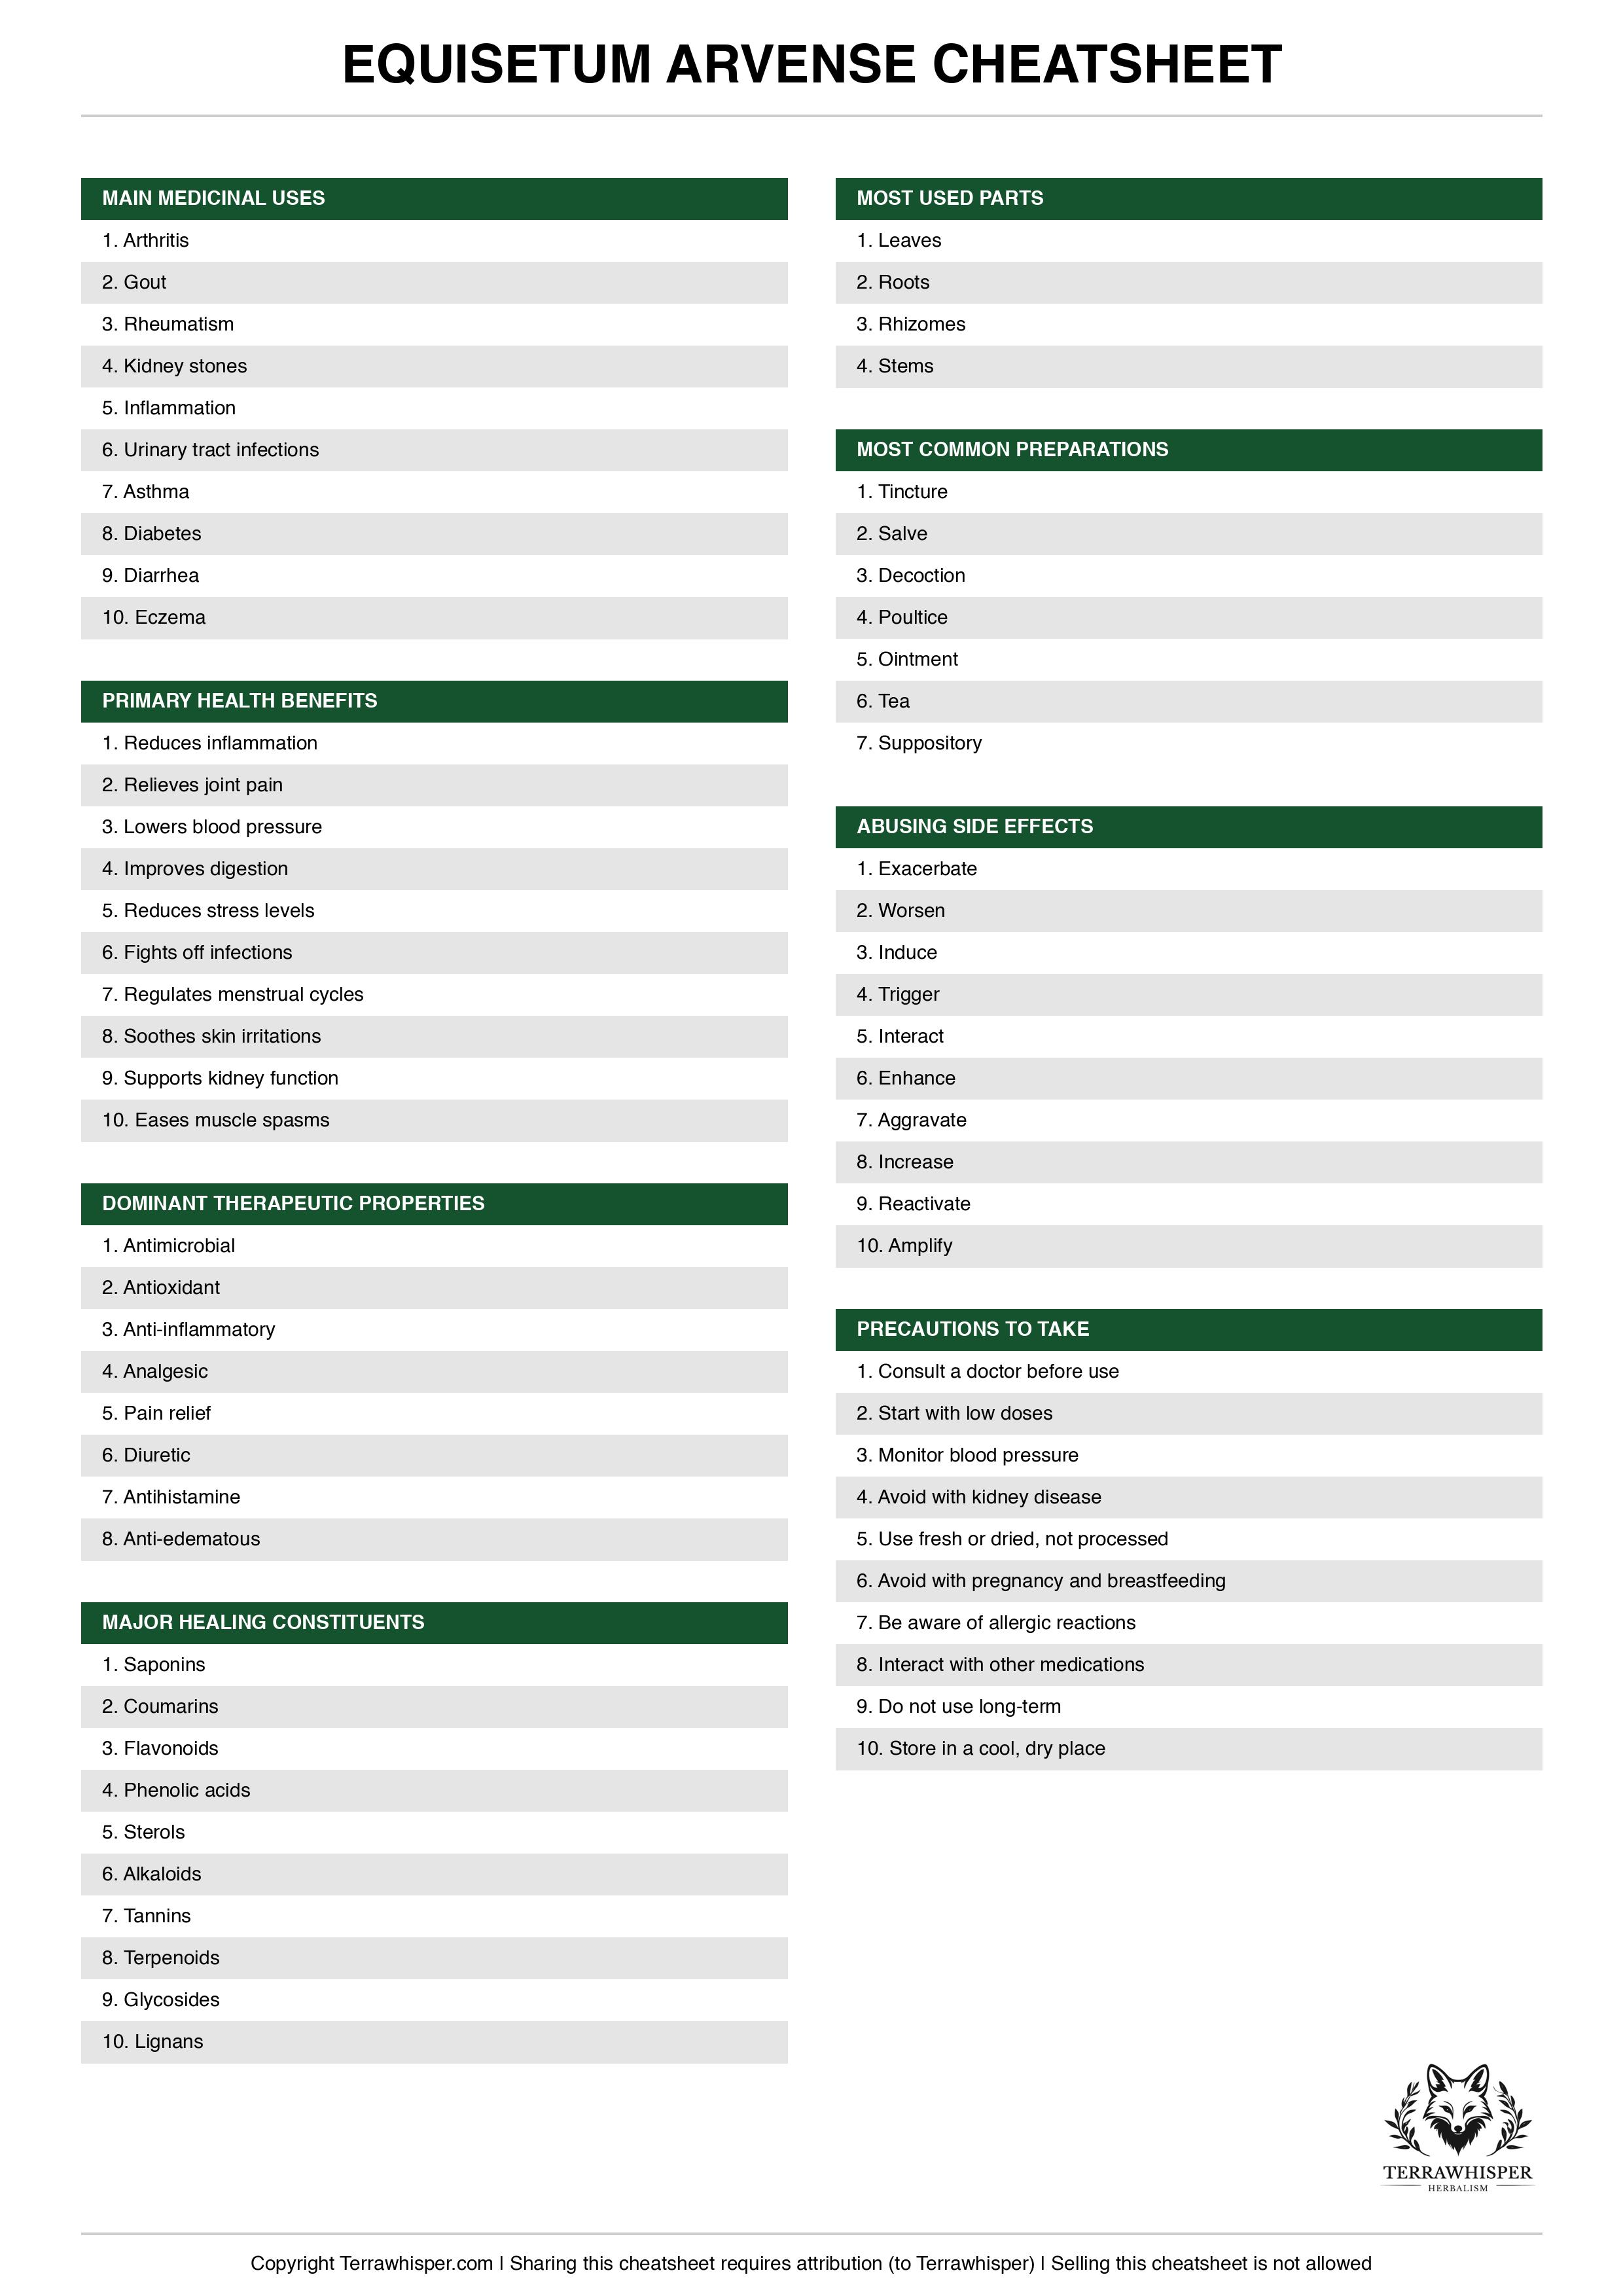 EQUISETUM ARVENSE CHEATSHEET
MAIN MEDICINAL USES
1. Arthritis
2. Gout
3. Rheumatism
4. Kidney stones
5. Inflammation
6. Urinary tract infections
7. Asthma
8. Diabetes
9. Diarrhea
10. Eczema
PRIMARY HEALTH BENEFITS
1. Reduces inflammation
2. Relieves joint pain
3. Lowers blood pressure
4. Improves digestion
5. Reduces stress levels
6. Fights off infections
7. Regulates menstrual cycles
8. Soothes skin irritations
9. Supports kidney function
10. Eases muscle spasms
DOMINANT THERAPEUTIC PROPERTIES
1. Antimicrobial
2. Antioxidant
3. Anti-inflammatory
4. Analgesic
5. Pain relief
6. Diuretic
7. Antihistamine
8. Anti-edematous
MAJOR HEALING CONSTITUENTS
1. Saponins
2. Coumarins
3. Flavonoids
4. Phenolic acids
5. Sterols
6. Alkaloids
7. Tannins
8. Terpenoids
9. Glycosides
10. Lignans
MOST USED PARTS
1. Leaves
2. Roots
3. Rhizomes
4. Stems
MOST COMMON PREPARATIONS
1. Tincture
2. Salve
3. Decoction
4. Poultice
5. Ointment
6. Tea
7. Suppository
ABUSING SIDE EFFECTS
1. Exacerbate
2. Worsen
3. Induce
4. Trigger
5. Interact
6. Enhance
7. Aggravate
8. Increase
9. Reactivate
10. Amplify
PRECAUTIONS TO TAKE
1. Consult a doctor before use
2. Start with low doses
3. Monitor blood pressure
4. Avoid with kidney disease
5. Use fresh or dried, not processed
6. Avoid with pregnancy and breastfeeding
7. Be aware of allergic reactions
8. Interact with other medications
9. Do not use long-term
10. Store in a cool, dry place
TERRAWHISPER
HERBALISM
Copyright Terrawhisper.com | Sharing this cheatsheet requires attribution (to Terrawhisper) | Selling this cheatsheet is not allowed